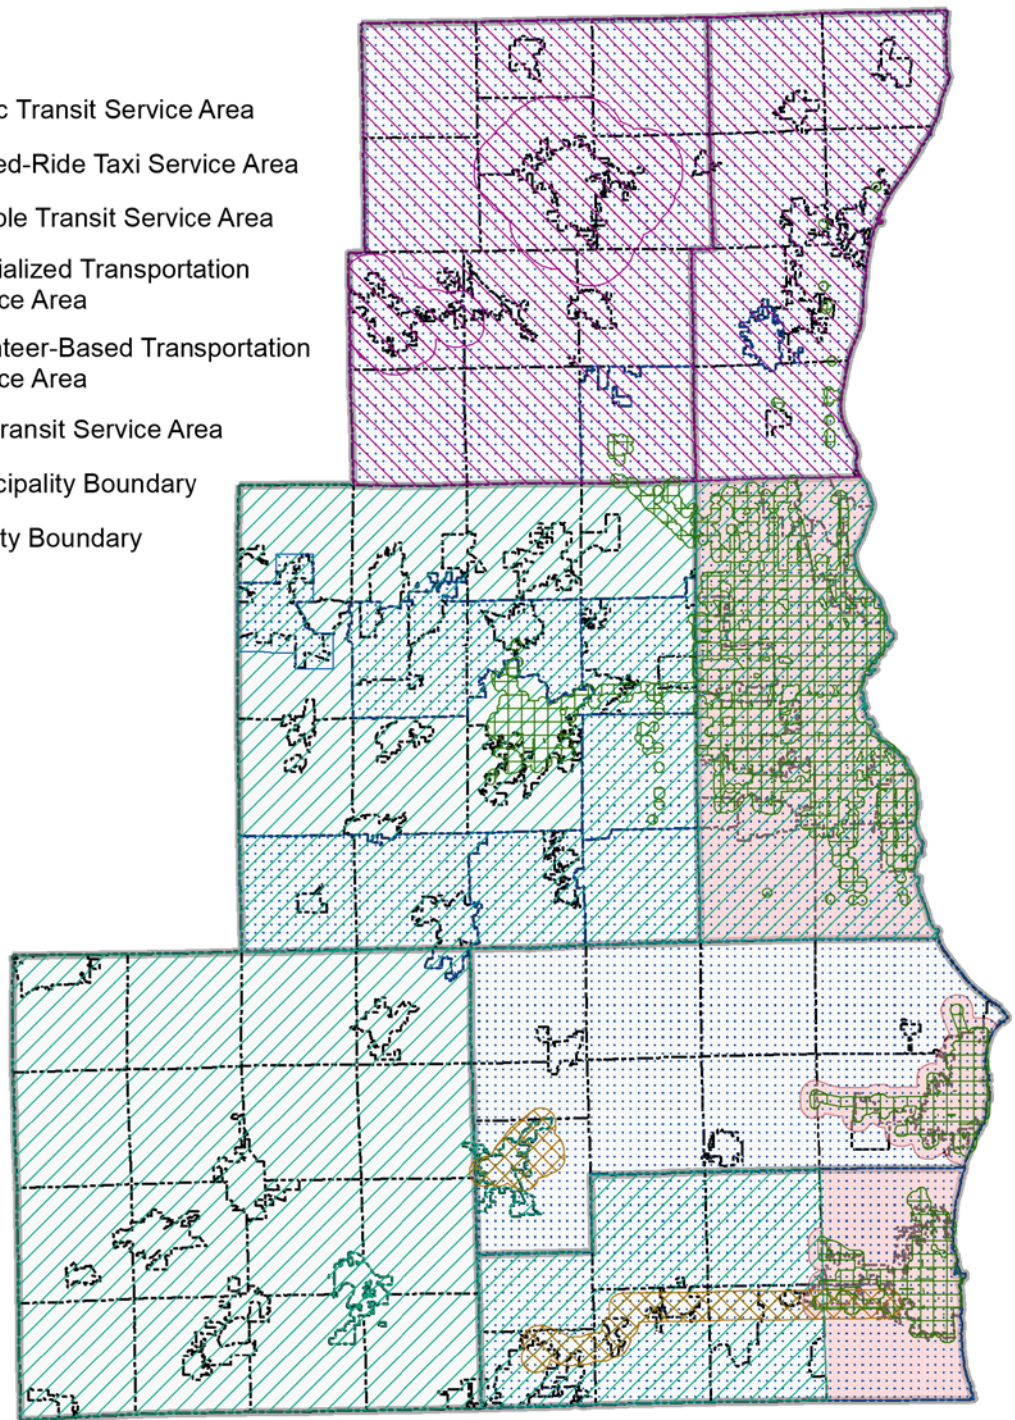 c Transit Service Area
ed-Ride Taxi Service Area
ble Transit Service Area
ialized Transportation
ce Area
nteer-Based Transportation
ce Area
ransit Service Area
cipality Boundary
ty Boundary